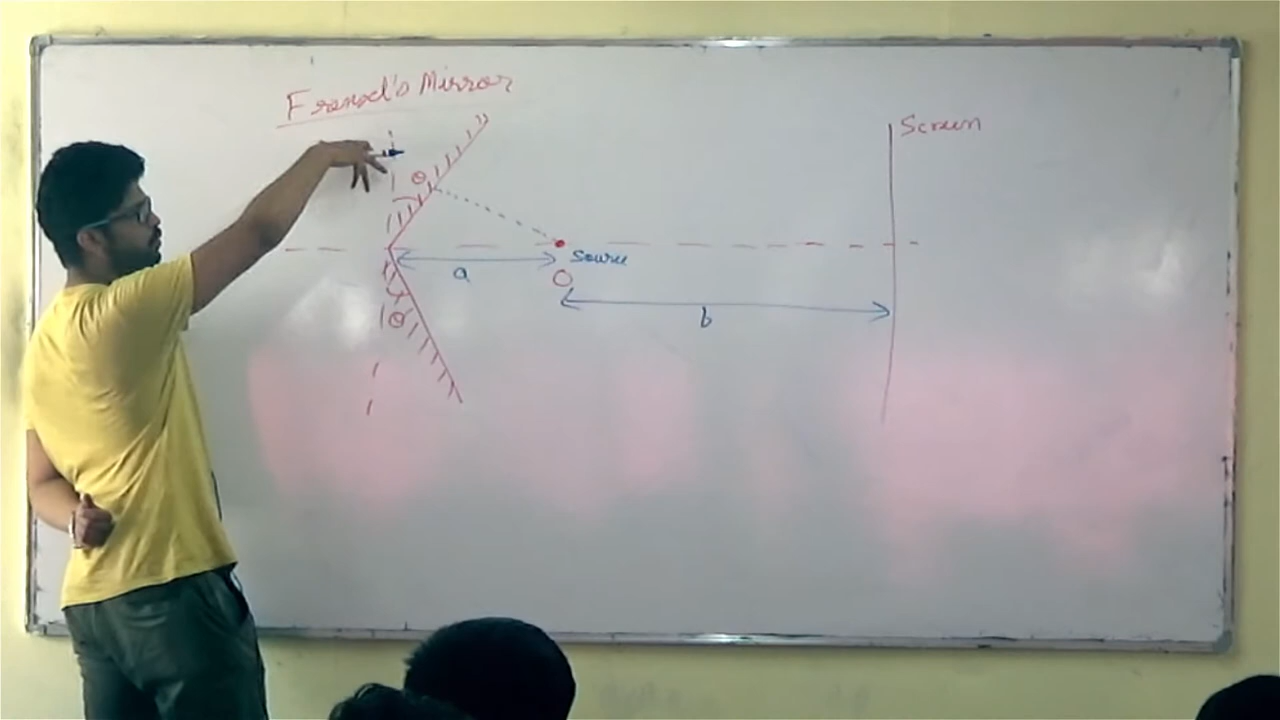 Fresnel's Mirror
Screen
θ
Source
a
O
b
θ